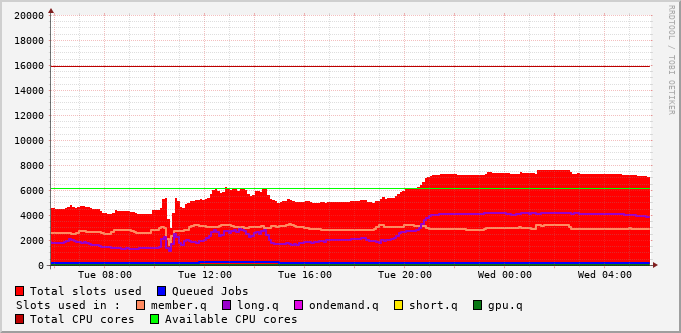 20000
18000
16000
14000
12000
10000
8000
6000
4000
2000
0
Tue 08:00 Tue 12:00 Tue 16:00 Tue 20:00 Wed 00:00 Wed 04:00
RRDTOOL / TOBI OETIKER
Total slots used Queued Jobs
Slots used in : member.q long.q ondemand.q short.q gpu.q
Total CPU cores Available CPU cores